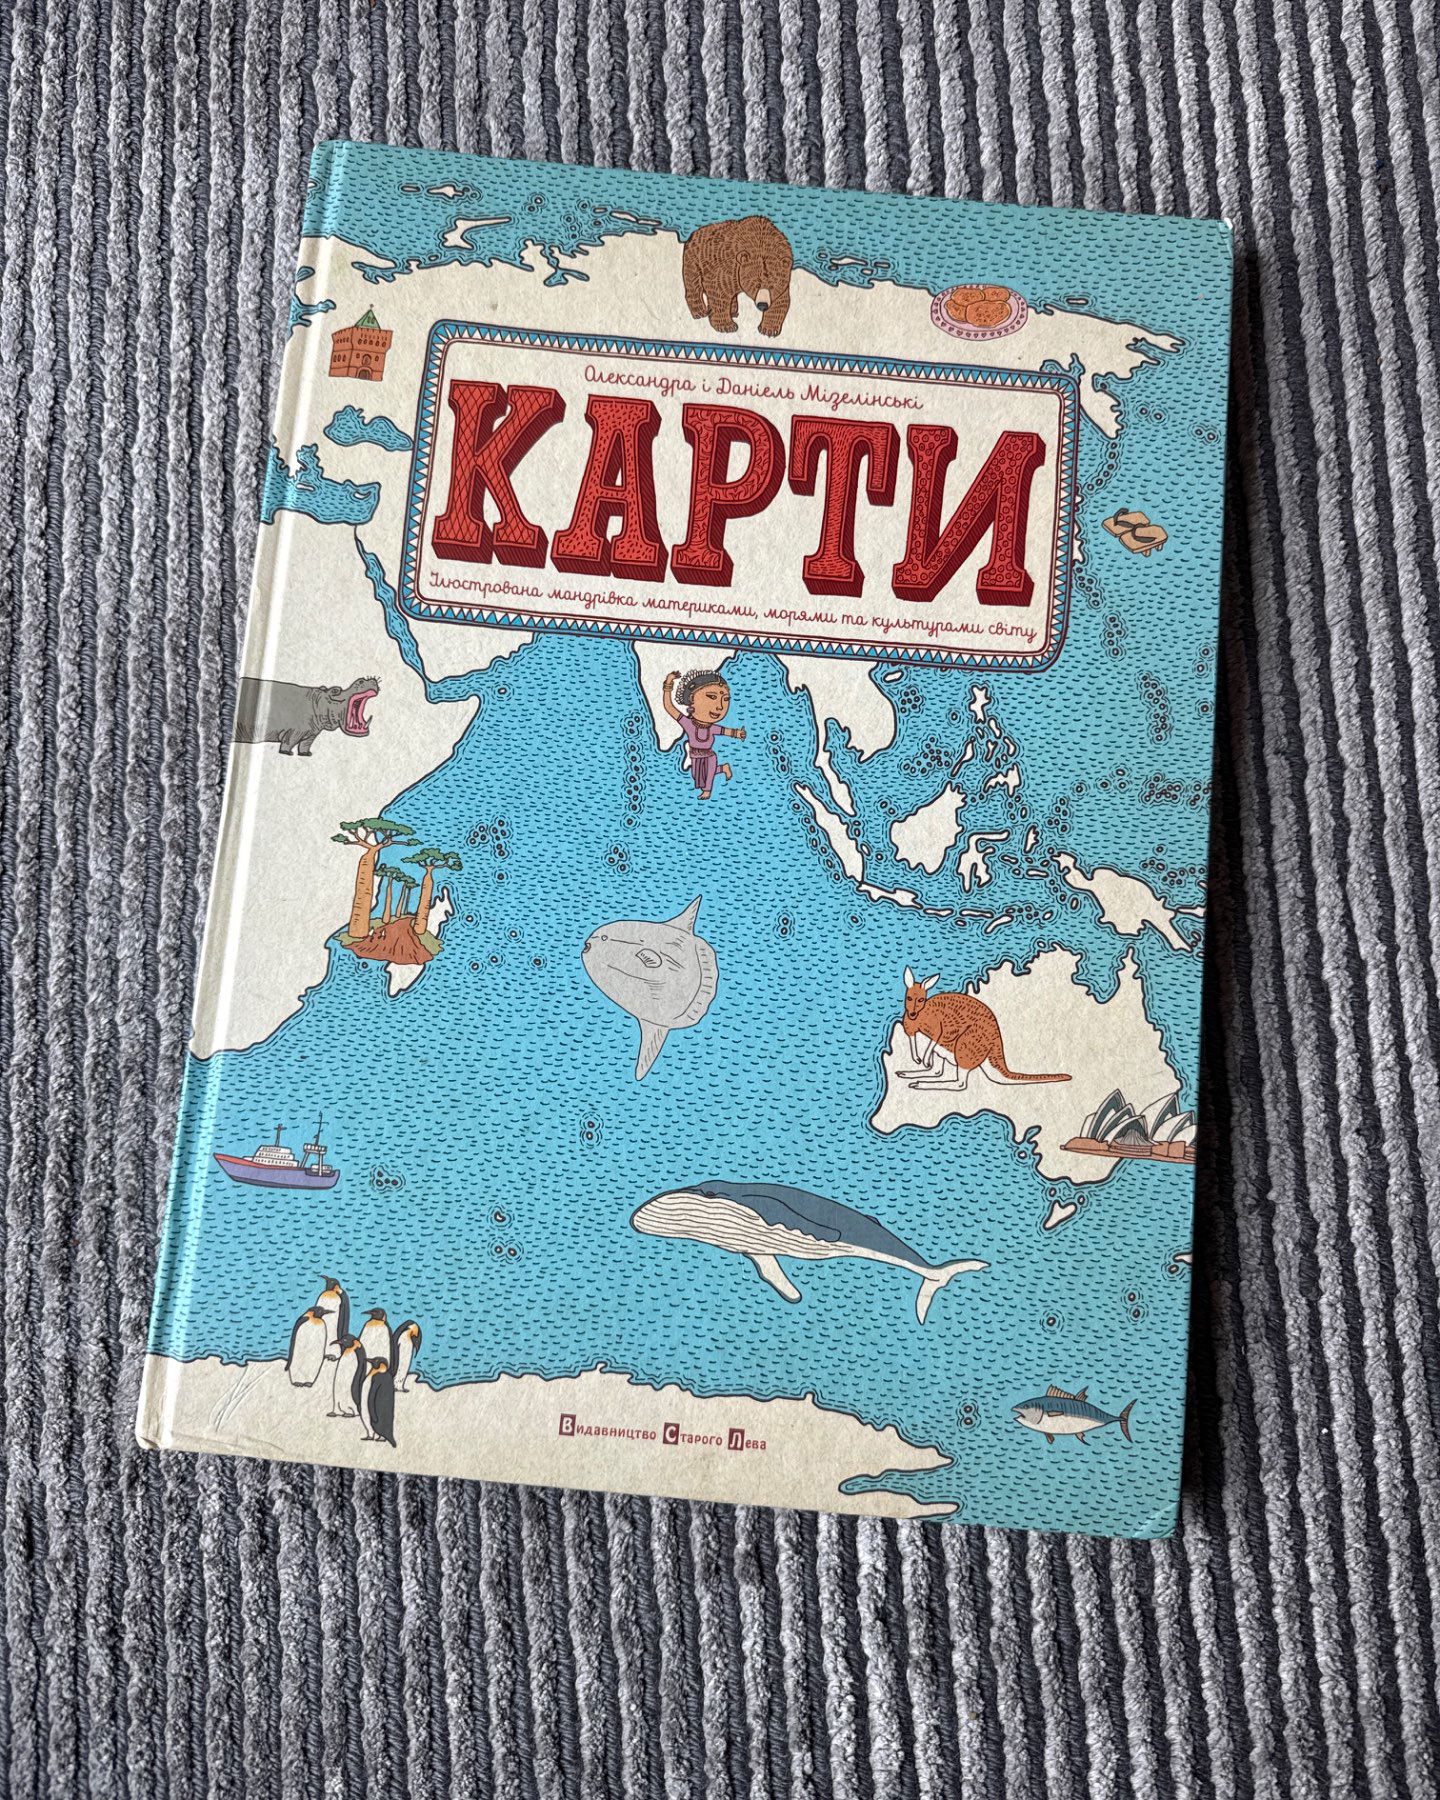 Олександра і Даніель Мізелінські
КАРТИ
Ілюстрована мандрівка материками, морями та культурами світу
Видавництво Старого Лева